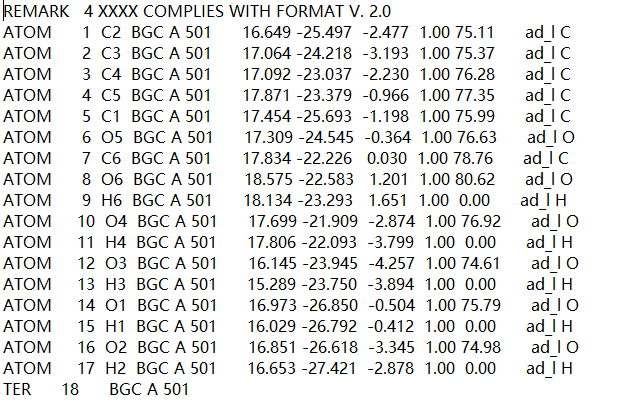 REMARK   4 XXXX COMPLIES WITH FORMAT V. 2.0
ATOM      1  C2  BGC A 501      16.649 -25.497  -2.477  1.00 75.11      ad_l C
ATOM      2  C3  BGC A 501      17.064 -24.218  -3.193  1.00 75.37      ad_l C
ATOM      3  C4  BGC A 501      17.092 -23.037  -2.230  1.00 76.28      ad_l C
ATOM      4  C5  BGC A 501      17.871 -23.379  -0.966  1.00 77.35      ad_l C
ATOM      5  C1  BGC A 501      17.454 -25.693  -1.198  1.00 75.99      ad_l C
ATOM      6  O5  BGC A 501      17.309 -24.545  -0.364  1.00 76.63      ad_l O
ATOM      7  C6  BGC A 501      17.834 -22.226   0.030  1.00 78.76      ad_l C
ATOM      8  O6  BGC A 501      18.575 -22.583   1.201  1.00 80.62      ad_l O
ATOM      9  H6  BGC A 501      18.134 -23.293   1.651  1.00  0.00      ad_l H
ATOM     10  O4  BGC A 501      17.699 -21.909  -2.874  1.00 76.92      ad_l O
ATOM     11  H4  BGC A 501      17.806 -22.093  -3.799  1.00  0.00      ad_l H
ATOM     12  O3  BGC A 501      16.145 -23.945  -4.257  1.00 74.61      ad_l O
ATOM     13  H3  BGC A 501      15.289 -23.750  -3.894  1.00  0.00      ad_l H
ATOM     14  O1  BGC A 501      16.973 -26.850  -0.504  1.00 75.79      ad_l O
ATOM     15  H1  BGC A 501      16.029 -26.792  -0.412  1.00  0.00      ad_l H
ATOM     16  O2  BGC A 501      16.851 -26.618  -3.345  1.00 74.98      ad_l O
ATOM     17  H2  BGC A 501      16.653 -27.421  -2.878  1.00  0.00      ad_l H
TER      18      BGC A 501